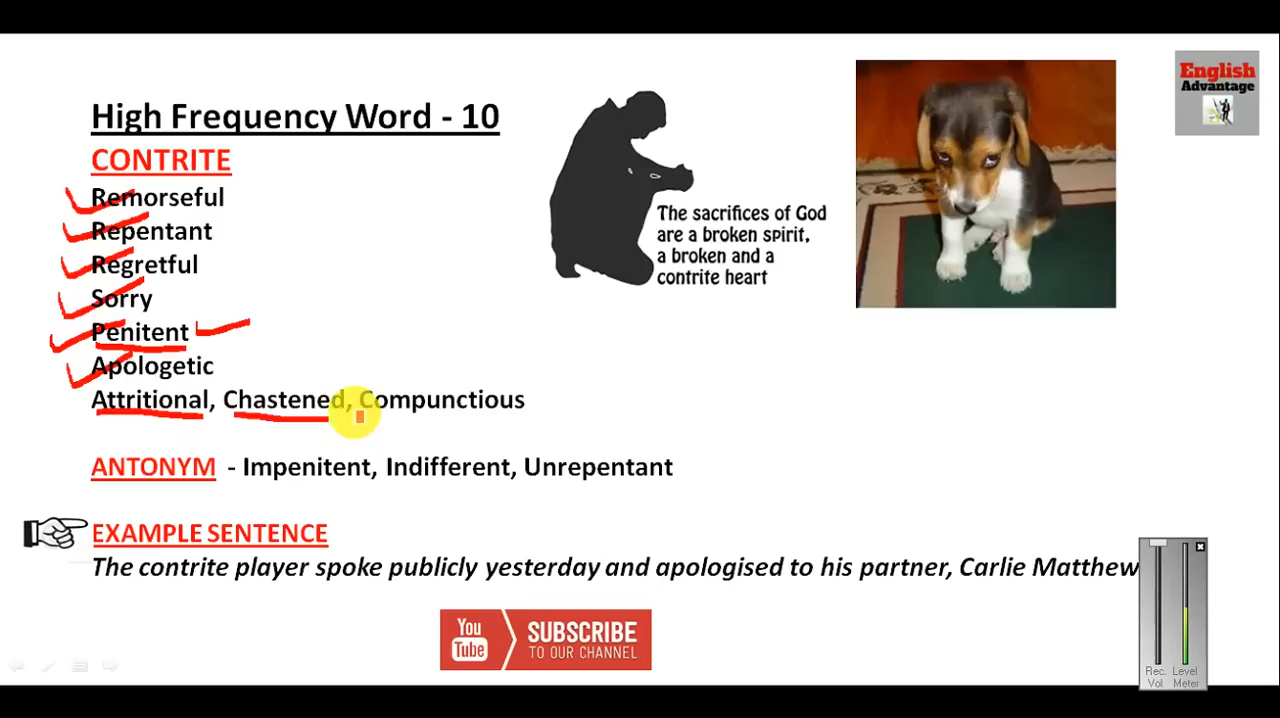 High Frequency Word - 10
CONTRITE
Remorseful
Repentant
Regretful
Sorry
Penitent
Apologetic
Attritional, Chastened, Compunctious
ANTONYM - Impenitent, Indifferent, Unrepentant
EXAMPLE SENTENCE
The contrite player spoke publicly yesterday and apologised to his partner, Carlie Matthew
The sacrifices of God
are a broken spirit,
a broken and a
contrite heart
English
Advantage
You
Tube
SUBSCRIBE
TO OUR CHANNEL
Rec. Level
Vol. Meter